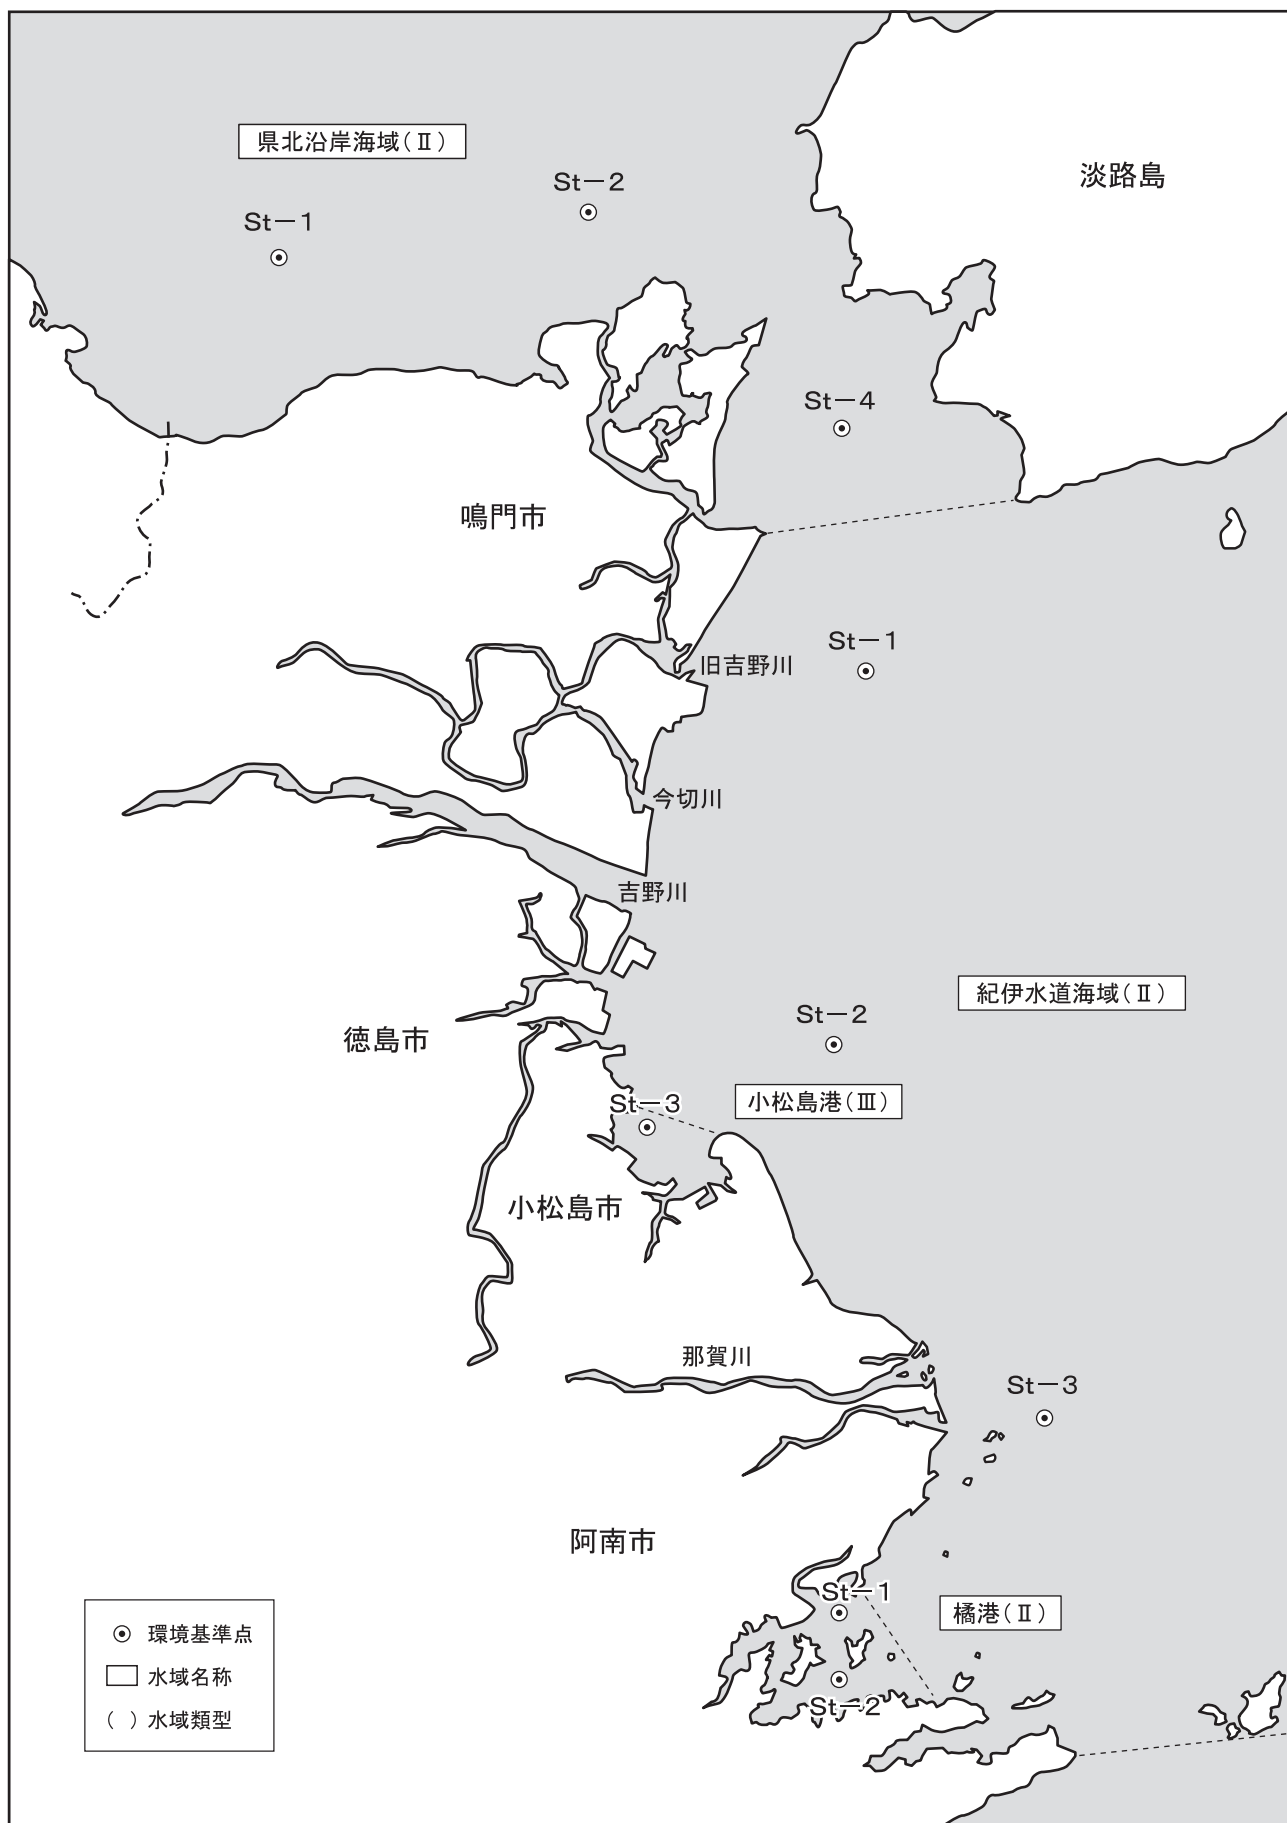 県北沿岸海域(Ⅱ)
St－2
淡路島
St－1
St－4
鳴門市
St－1
旧吉野川
今切川
吉野川
紀伊水道海域(Ⅱ)
St－2
徳島市
小松島港(Ⅲ)
St－3
小松島市
那賀川
St－3
阿南市
St－1
橘港(Ⅱ)
St－2
環境基準点
水域名称
( ) 水域類型